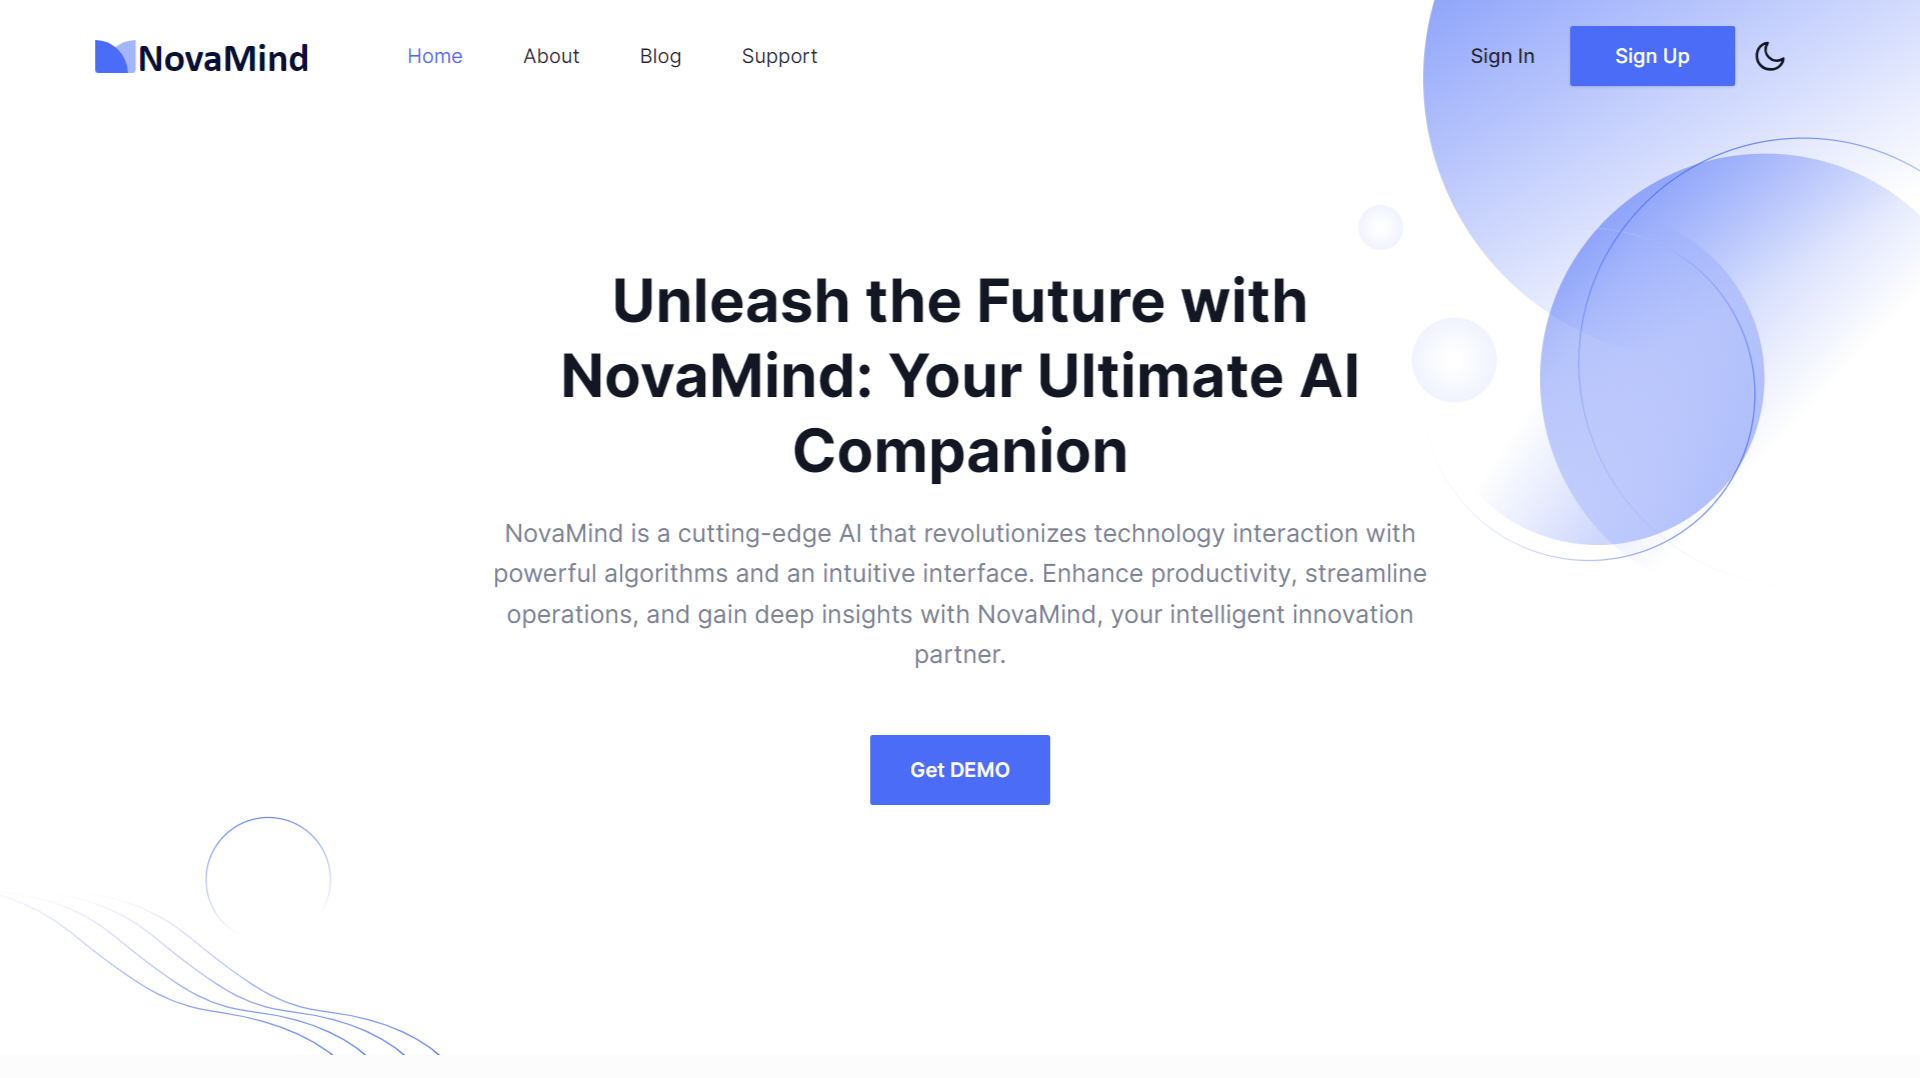 NovaMind
Home
About
Blog
Support
Sign In
Sign Up
Unleash the Future with
NovaMind: Your Ultimate AI
Companion
NovaMind is a cutting-edge AI that revolutionizes technology interaction with
powerful algorithms and an intuitive interface. Enhance productivity, streamline
operations, and gain deep insights with NovaMind, your intelligent innovation
partner.
Get DEMO